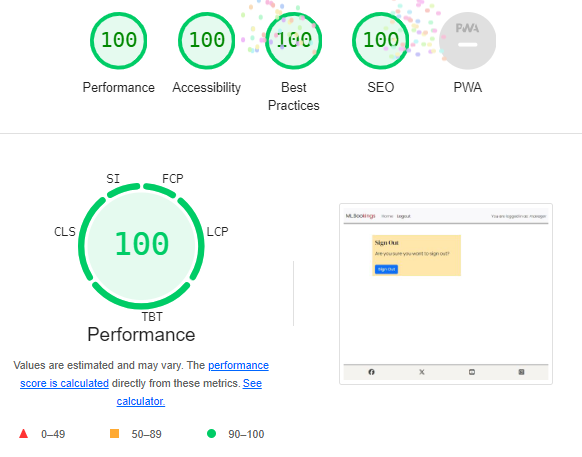 100 100 100 100 PWA
Performance Accessibility Best Practices SEO PWA
SI FCP
CLS LCP
100
TBT
Performance
Values are estimated and may vary. The performance
score is calculated directly from these metrics. See
calculator.
0–49 50–89 90–100
MLBookings Home Logout You are logged in as: manager
Sign Out
Are you sure you want to sign out?
Sign Out